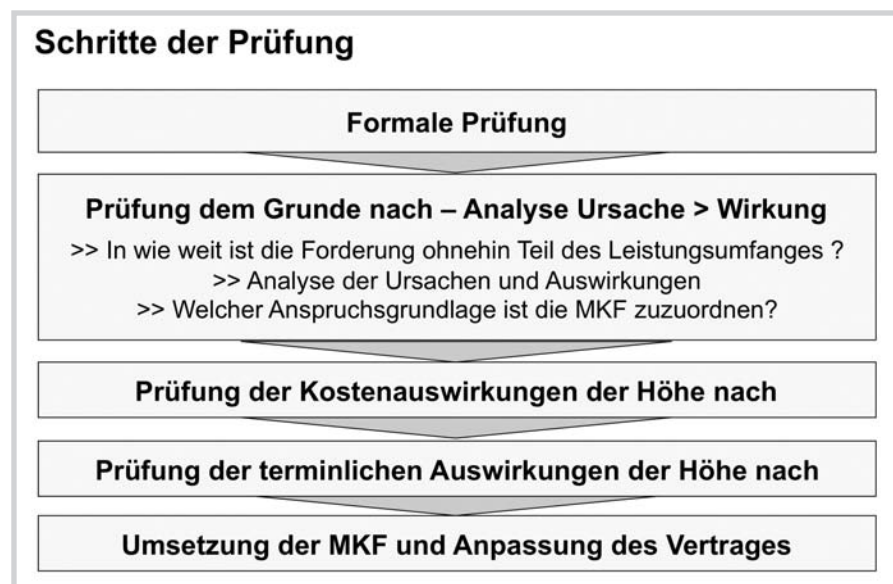 Schritte der Prüfung
Formale Prüfung
Prüfung dem Grunde nach – Analyse Ursache > Wirkung
>> In wie weit ist die Forderung ohnehin Teil des Leistungsumfanges ?
>> Analyse der Ursachen und Auswirkungen
>> Welcher Anspruchsgrundlage ist die MKF zuzuordnen?
Prüfung der Kostenauswirkungen der Höhe nach
Prüfung der terminlichen Auswirkungen der Höhe nach
Umsetzung der MKF und Anpassung des Vertrages